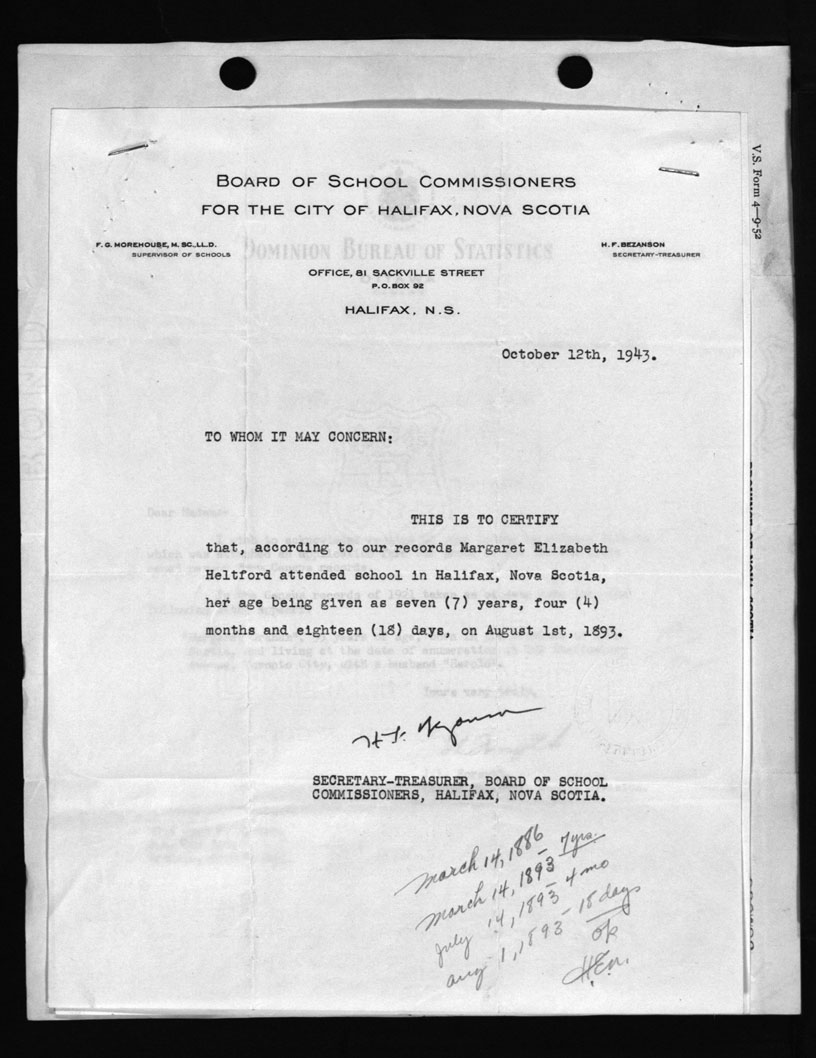 BOARD OF SCHOOL COMMISSIONERS
FOR THE CITY OF HALIFAX, NOVA SCOTIA
F. G. MOREHOUSE, M. SC., LL.D.
SUPERVISOR OF SCHOOLS
H. F. BEZANSON
SECRETARY-TREASURER
DOMINION BUREAU OF STATISTICS
OFFICE, 81 SACKVILLE STREET
P.O. BOX 92
HALIFAX, N.S.
V.S. Form 4—9-52
October 12th, 1943.
TO WHOM IT MAY CONCERN:
Dear Madam:-
THIS IS TO CERTIFY
that, according to our records Margaret Elizabeth
Heltford attended school in Halifax, Nova Scotia,
her age being given as seven (7) years, four (4)
months and eighteen (18) days, on August 1st, 1893.
Yours very truly,
SECRETARY-TREASURER, BOARD OF SCHOOL
COMMISSIONERS, HALIFAX, NOVA SCOTIA.
March 14, 1886
March 14, 1893 – 7 yrs.
July 14, 1893 – 4 mo
Aug 1, 1893 – 18 days
OK